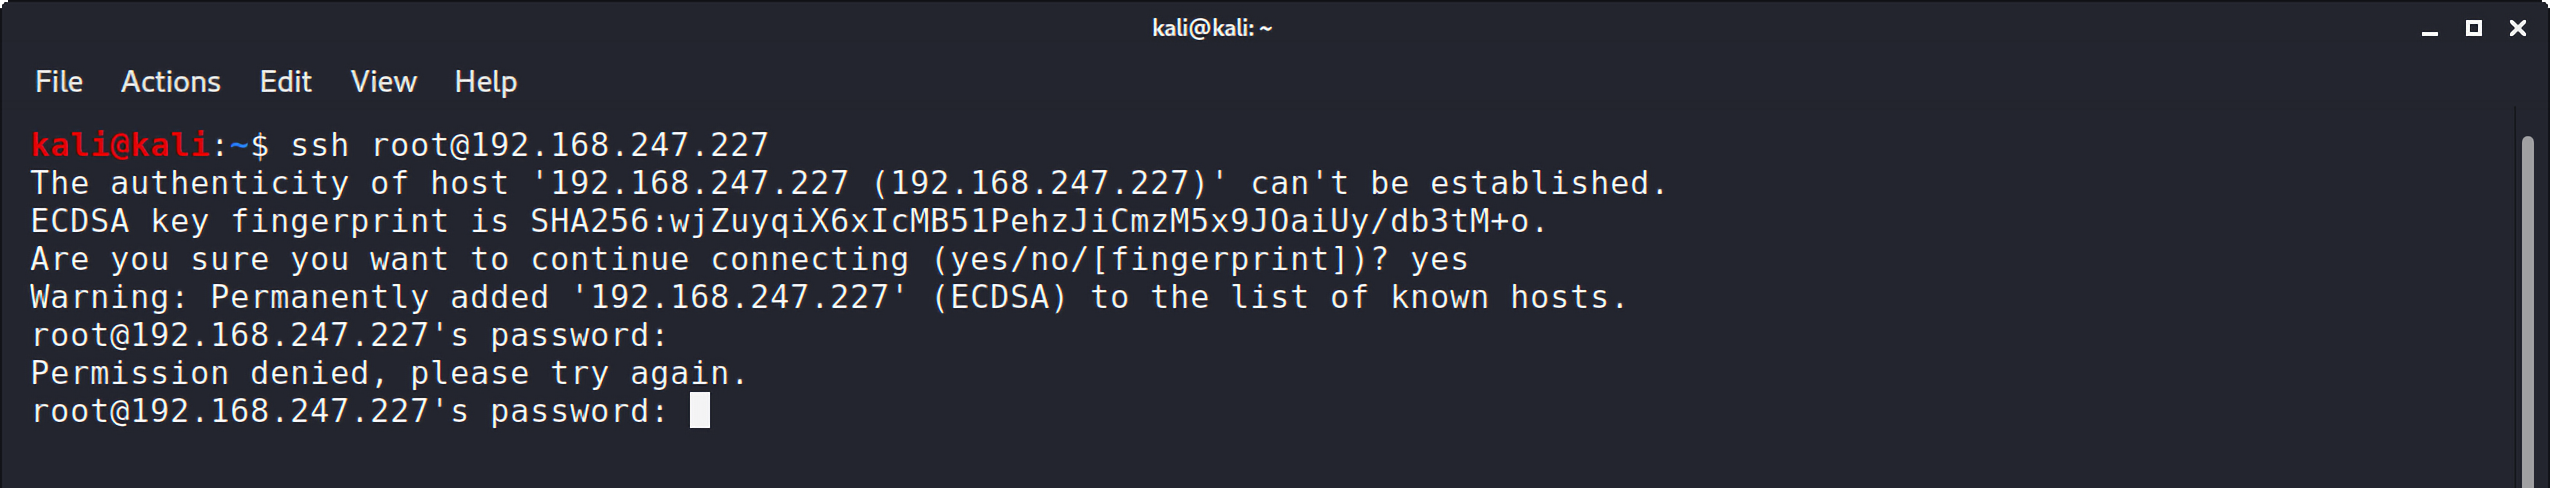 kali@kali: ~
File Actions Edit View Help
kali@kali:~$ ssh root@192.168.247.227
The authenticity of host '192.168.247.227 (192.168.247.227)' can't be established.
ECDSA key fingerprint is SHA256:wjZuyqiX6xIcMB51PehzJiCmzM5x9JOaiUy/db3tM+o.
Are you sure you want to continue connecting (yes/no/[fingerprint])? yes
Warning: Permanently added '192.168.247.227' (ECDSA) to the list of known hosts.
root@192.168.247.227's password:
Permission denied, please try again.
root@192.168.247.227's password: